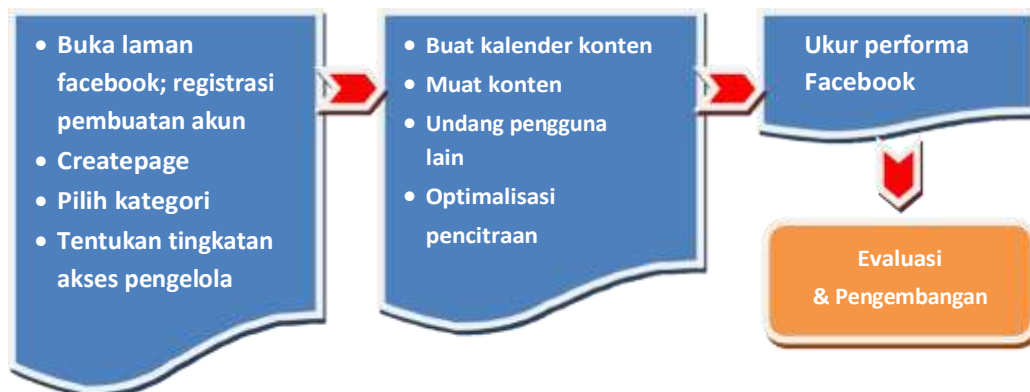 • Buka laman
facebook; registrasi
pembuatan akun
• Createpage
• Pilih kategori
• Tentukan tingkatan
akses pengelola
• Buat kalender konten
• Muat konten
• Undang pengguna
lain
• Optimalisasi
pencitraan
Ukur performa
Facebook
Evaluasi
& Pengembangan